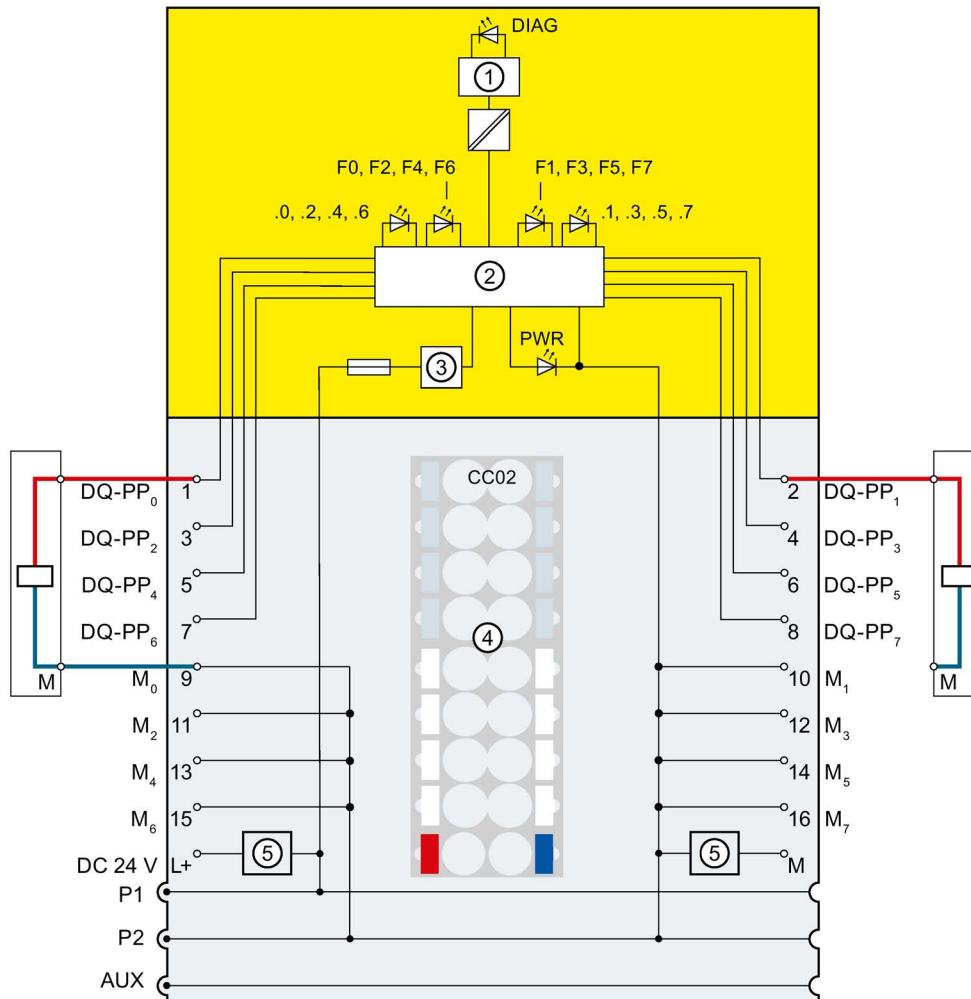 DIAG
①
F0, F2, F4, F6 F1, F3, F5, F7
.0, .2, .4, .6 .1, .3, .5, .7
②
PWR
③
CC02
DQ-PP₀ 1 2 DQ-PP₁
DQ-PP₂ 3 4 DQ-PP₃
DQ-PP₄ 5 6 DQ-PP₅
DQ-PP₆ 7 8 DQ-PP₇
④
M M₀ 9 10 M₁ M
M₂ 11 12 M₃
M₄ 13 14 M₅
M₆ 15 16 M₇
DC 24 V L+ ⑤ ⑤ M
P1
P2
AUX